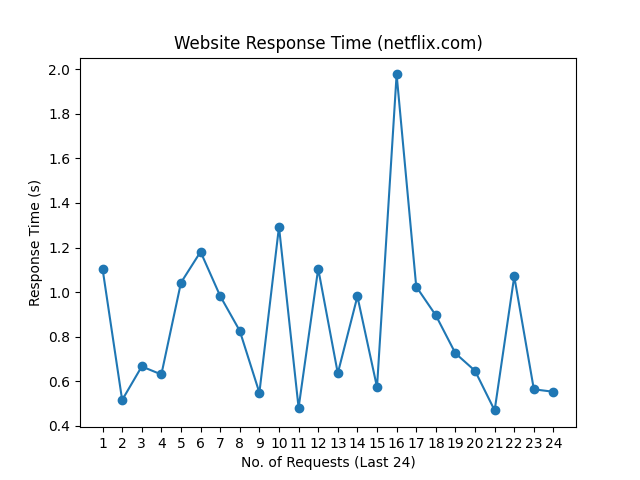 Website Response Time (netflix.com)
2.0
1.8
1.6
1.4
1.2
1.0
0.8
0.6
0.4
Response Time (s)
1 2 3 4 5 6 7 8 9 10 11 12 13 14 15 16 17 18 19 20 21 22 23 24
No. of Requests (Last 24)